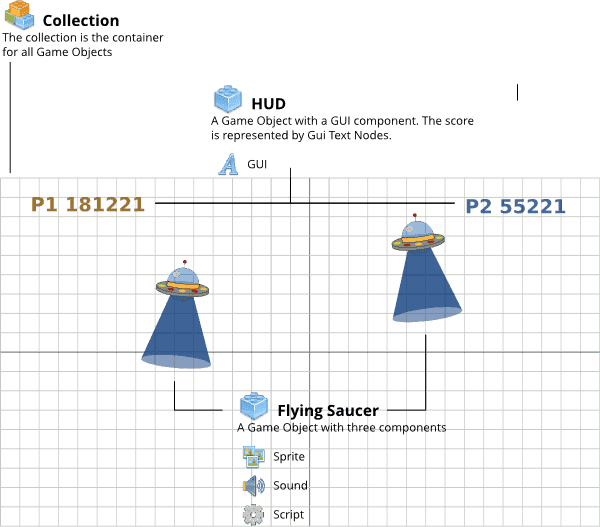 Collection
The collection is the container
for all Game Objects
HUD
A Game Object with a GUI component. The score
is represented by Gui Text Nodes.
A GUI
P1 181221
P2 55221
Flying Saucer
A Game Object with three components
Sprite
Sound
Script